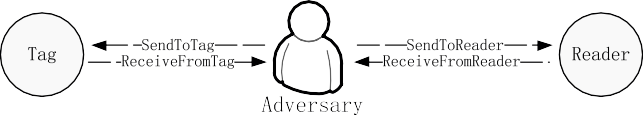 Tag
SendToTag
ReceiveFromTag
Adversary
SendToReader
ReceiveFromReader
Reader